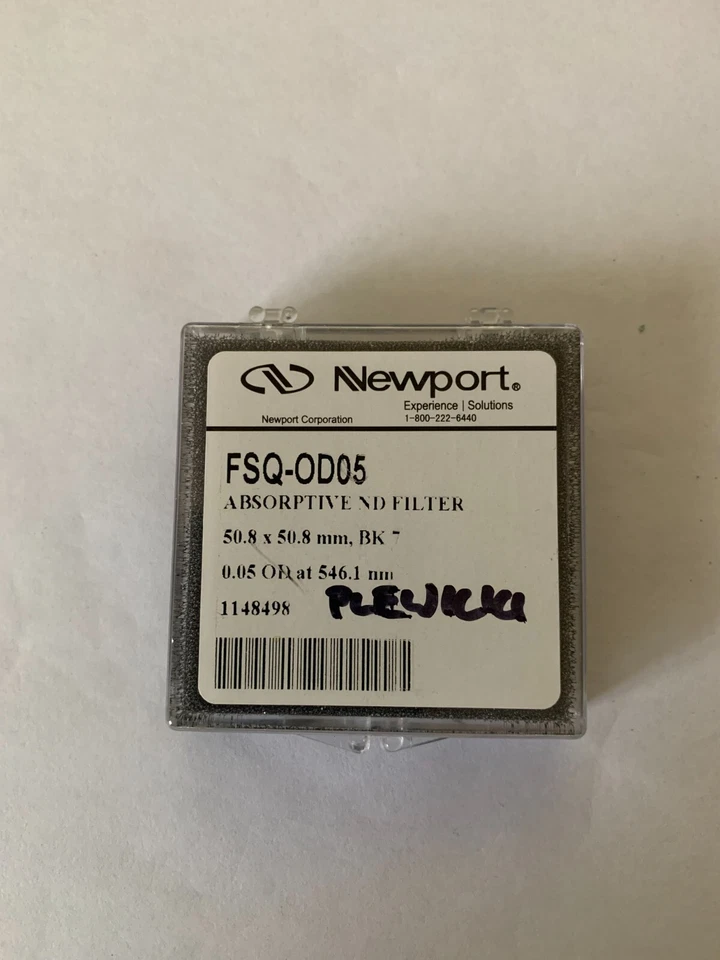 Newport®
Experience | Solutions
Newport Corporation 1-800-222-6440
FSQ-OD05
ABSORPTIVE ND FILTER
50.8 x 50.8 mm, BK 7
0.05 OD at 546.1 nm
1148498